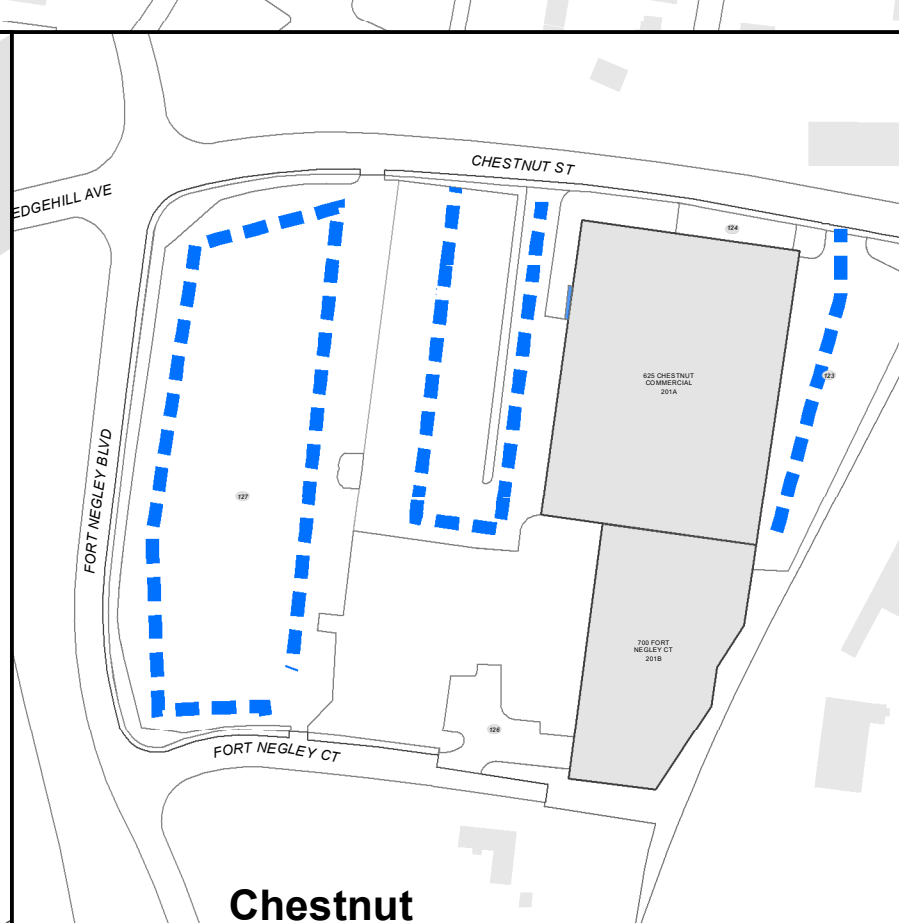 CHESTNUT ST
EDGEHILL AVE
124
625 CHESTNUT
COMMERCIAL
201A
123
FORT NEGLEY BLVD
127
700 FORT
NEGLEY CT
201B
126
FORT NEGLEY CT
Chestnut